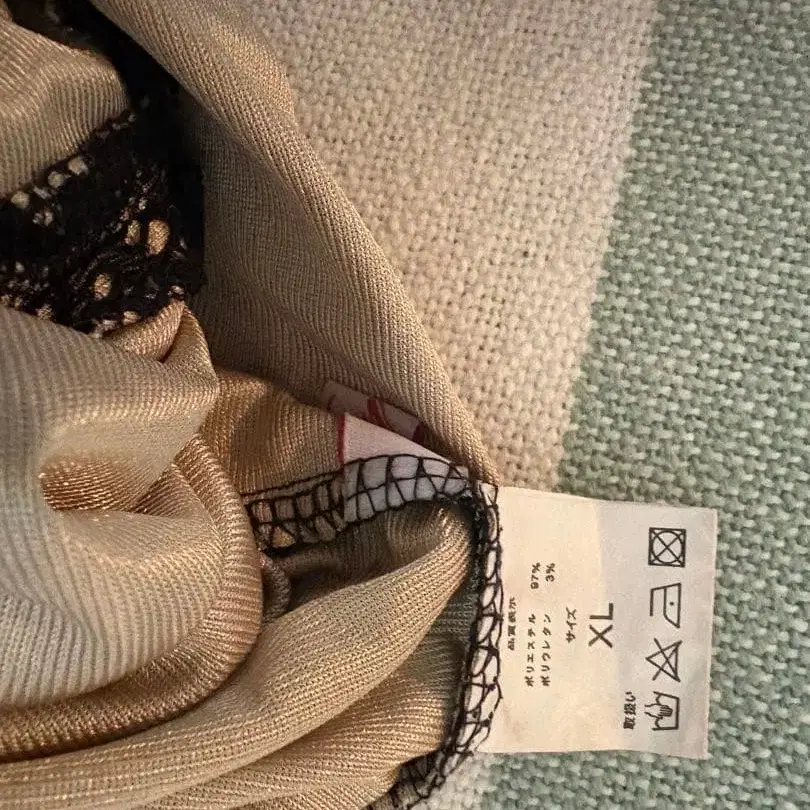 品質表示
ポリエステル 97%
ポリウレタン 3%
サイズ
XL
取扱い